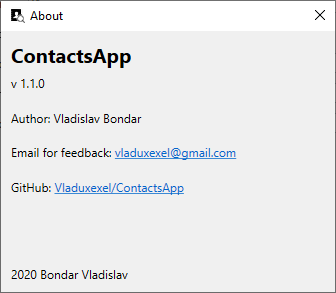 About
ContactsApp
v 1.1.0
Author: Vladislav Bondar
Email for feedback: vladuxexel@gmail.com
GitHub: Vladuxexel/ContactsApp
2020 Bondar Vladislav